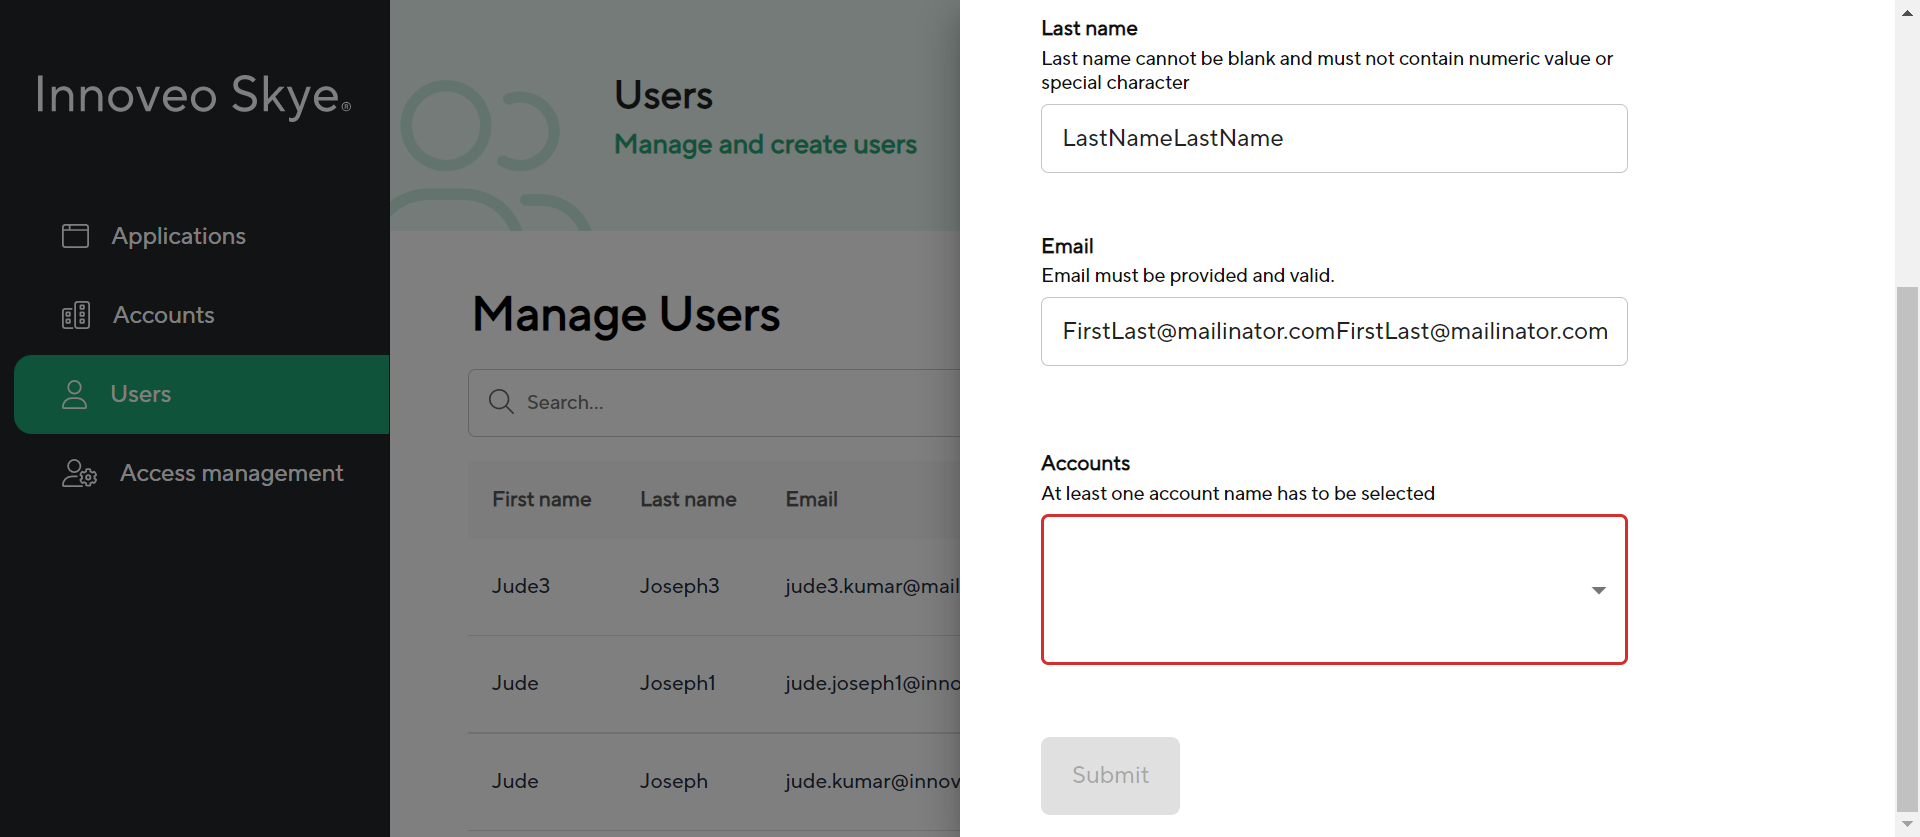 Innoveo Skye®
Applications
Accounts
Users
Access management
Users
Manage and create users
Manage Users
Search...
First name Last name Email
Jude3 Joseph3 jude3.kumar@mail
Jude Joseph1 jude.joseph1@inno
Jude Joseph jude.kumar@innov
Last name
Last name cannot be blank and must not contain numeric value or
special character
LastNameLastName
Email
Email must be provided and valid.
FirstLast@mailinator.comFirstLast@mailinator.com
Accounts
At least one account name has to be selected
Submit